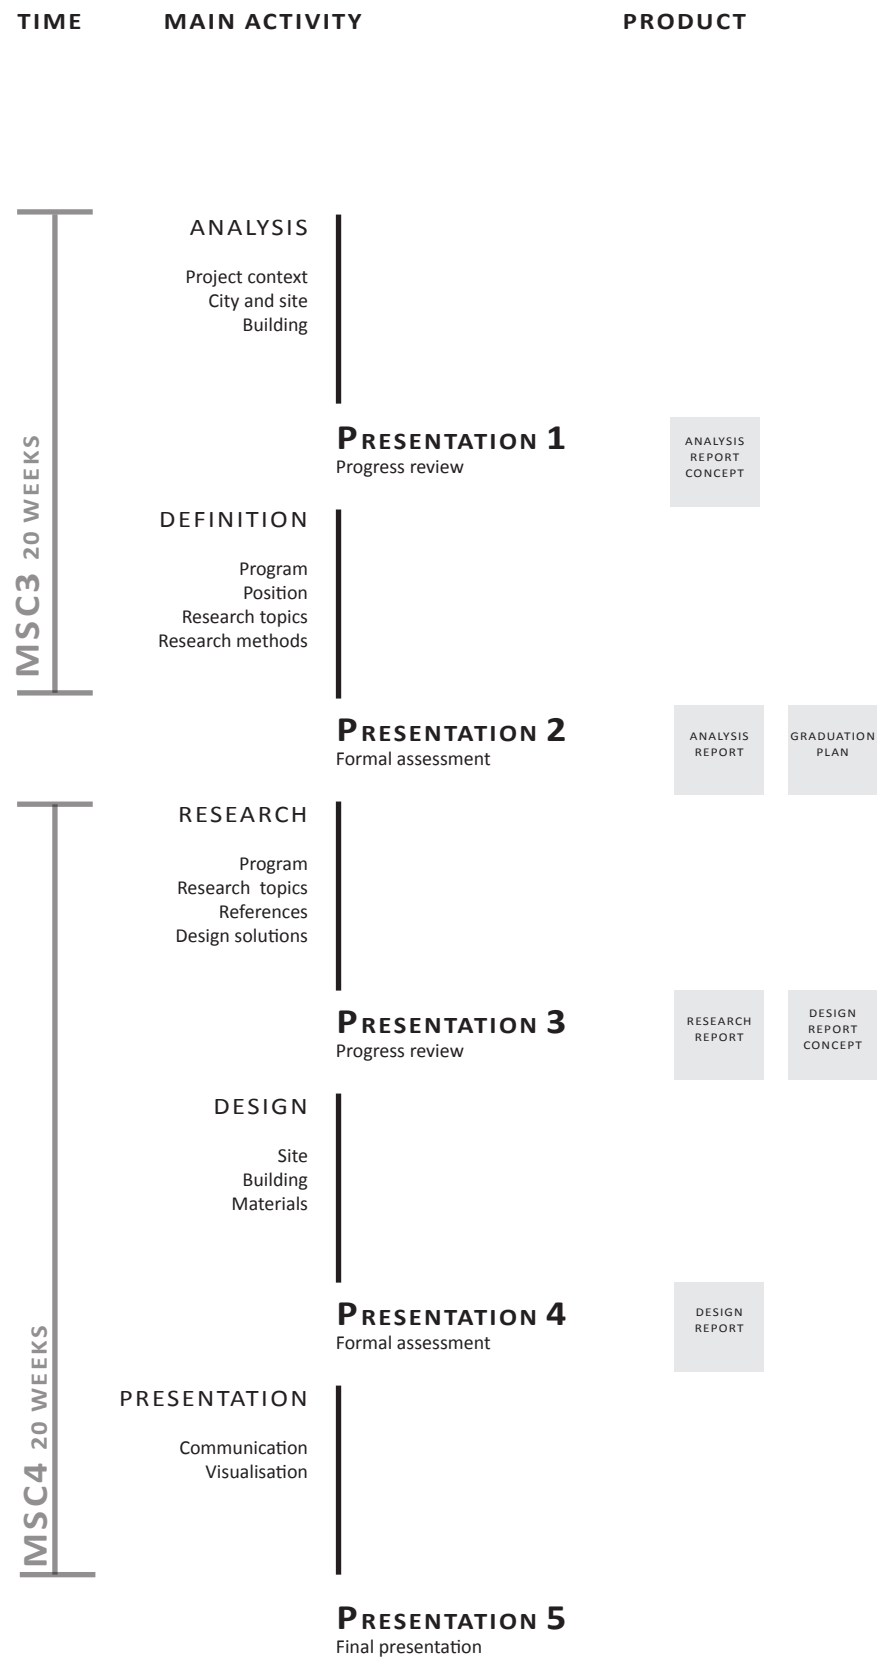 TIME MAIN ACTIVITY PRODUCT
ANALYSIS
Project context
City and site
Building
PRESENTATION 1
Progress review
ANALYSIS
REPORT
CONCEPT
MSC3 20 WEEKS
DEFINITION
Program
Position
Research topics
Research methods
PRESENTATION 2
Formal assessment
ANALYSIS
REPORT
GRADUATION
PLAN
RESEARCH
Program
Research topics
References
Design solutions
PRESENTATION 3
Progress review
RESEARCH
REPORT
DESIGN
REPORT
CONCEPT
DESIGN
Site
Building
Materials
PRESENTATION 4
Formal assessment
DESIGN
REPORT
MSC4 20 WEEKS
PRESENTATION
Communication
Visualisation
PRESENTATION 5
Final presentation